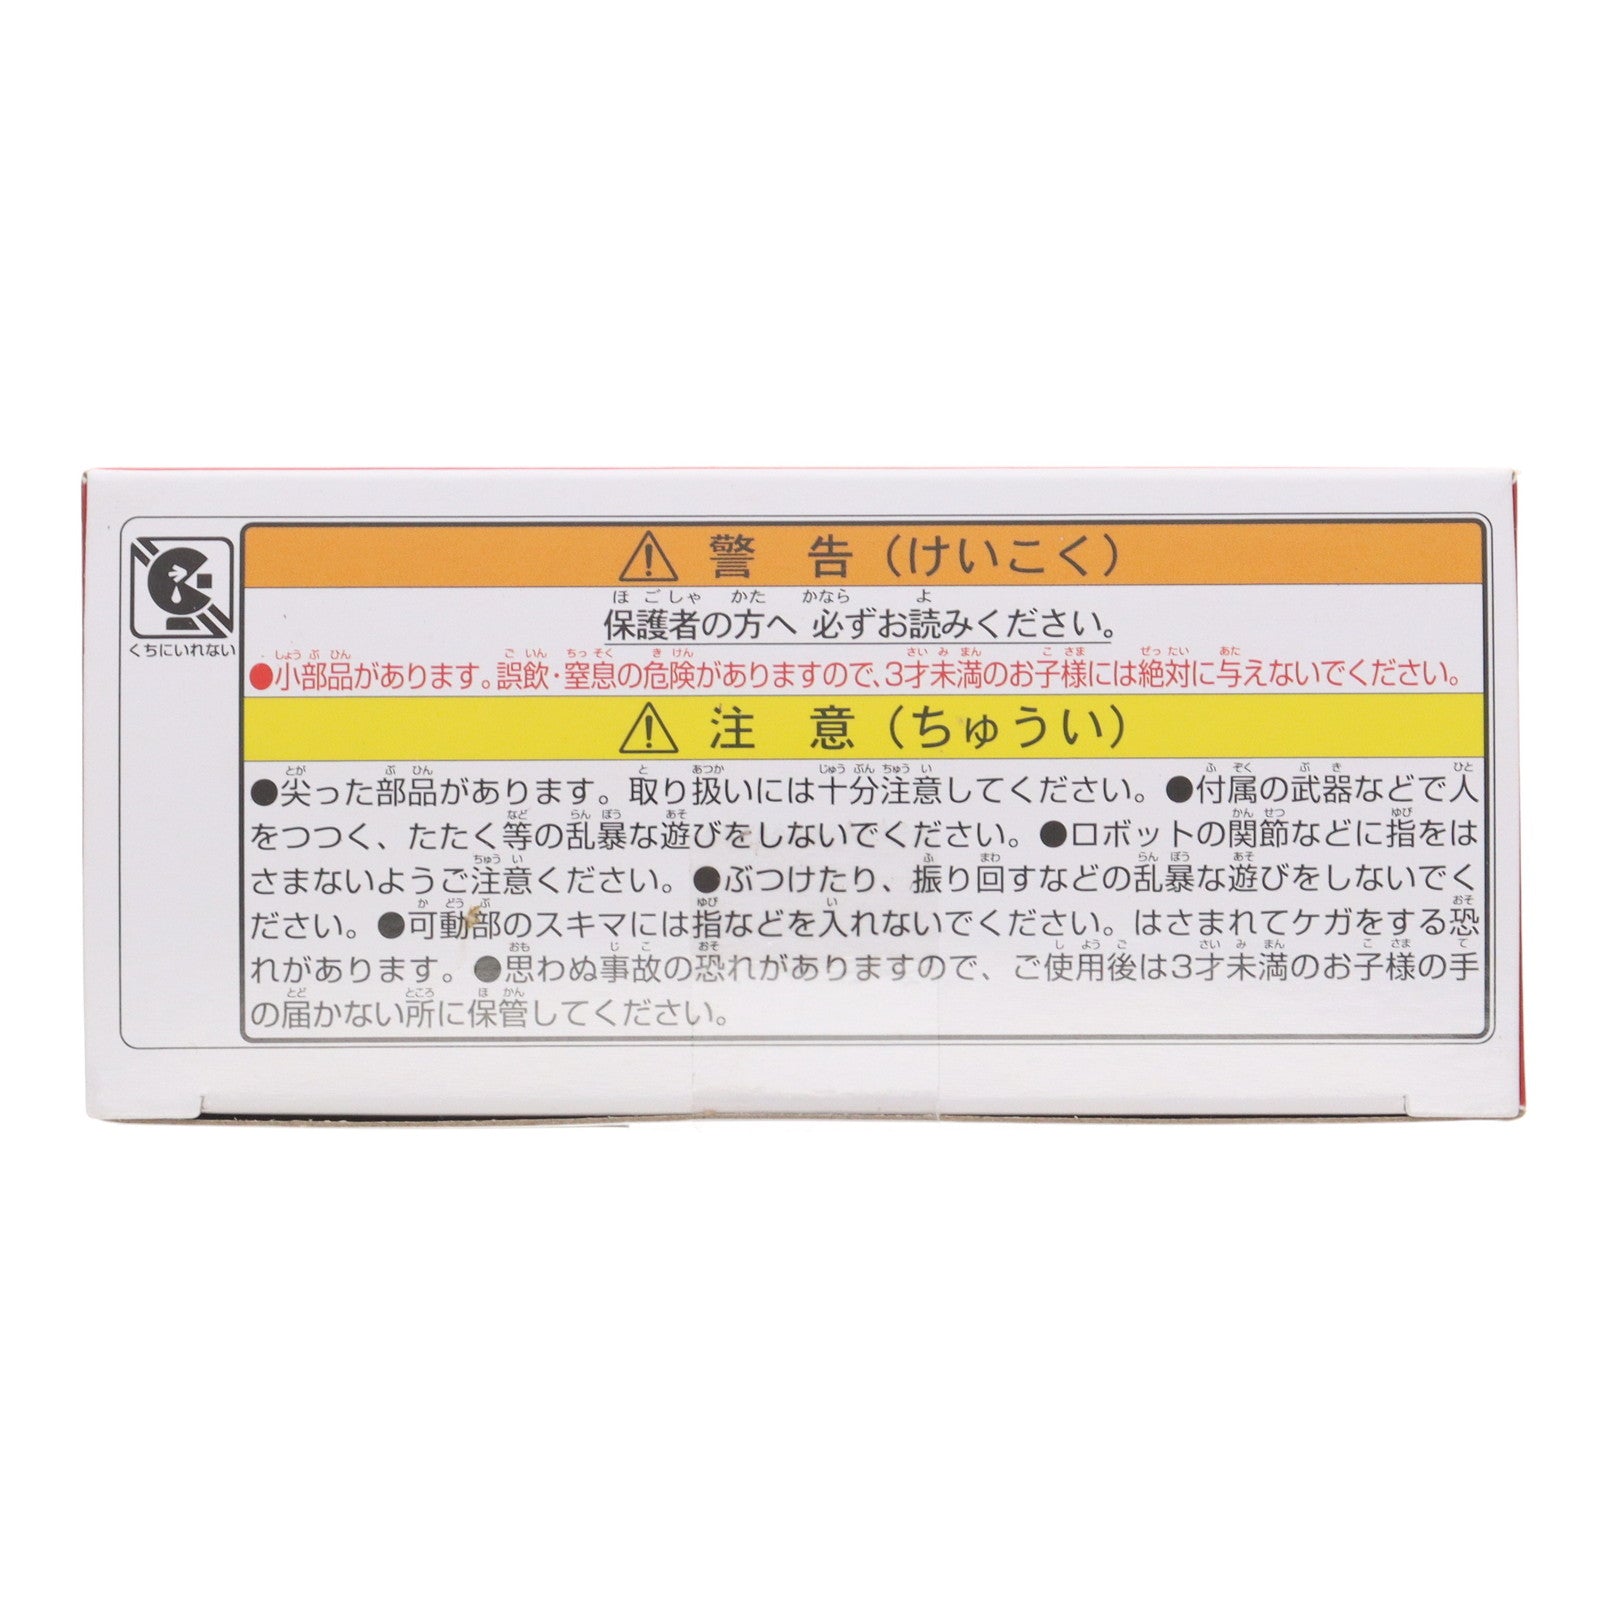 警 告（けいこく）
保護者の方へ 必ずお読みください。
くちにいれない
●小部品があります。誤飲・窒息の危険がありますので、3才未満のお子様には絶対に与えないでください。
注 意（ちゅうい）
●尖った部品があります。取り扱いには十分注意してください。●付属の武器などで人
をつつく、たたく等の乱暴な遊びをしないでください。●ロボットの関節などに指をは
さまないようご注意ください。●ぶつけたり、振り回すなどの乱暴な遊びをしないでく
ださい。●可動部のスキマには指などを入れないでください。はさまれてケガをする恐
れがあります。●思わぬ事故の恐れがありますので、ご使用後は3才未満のお子様の手
の届かない所に保管してください。